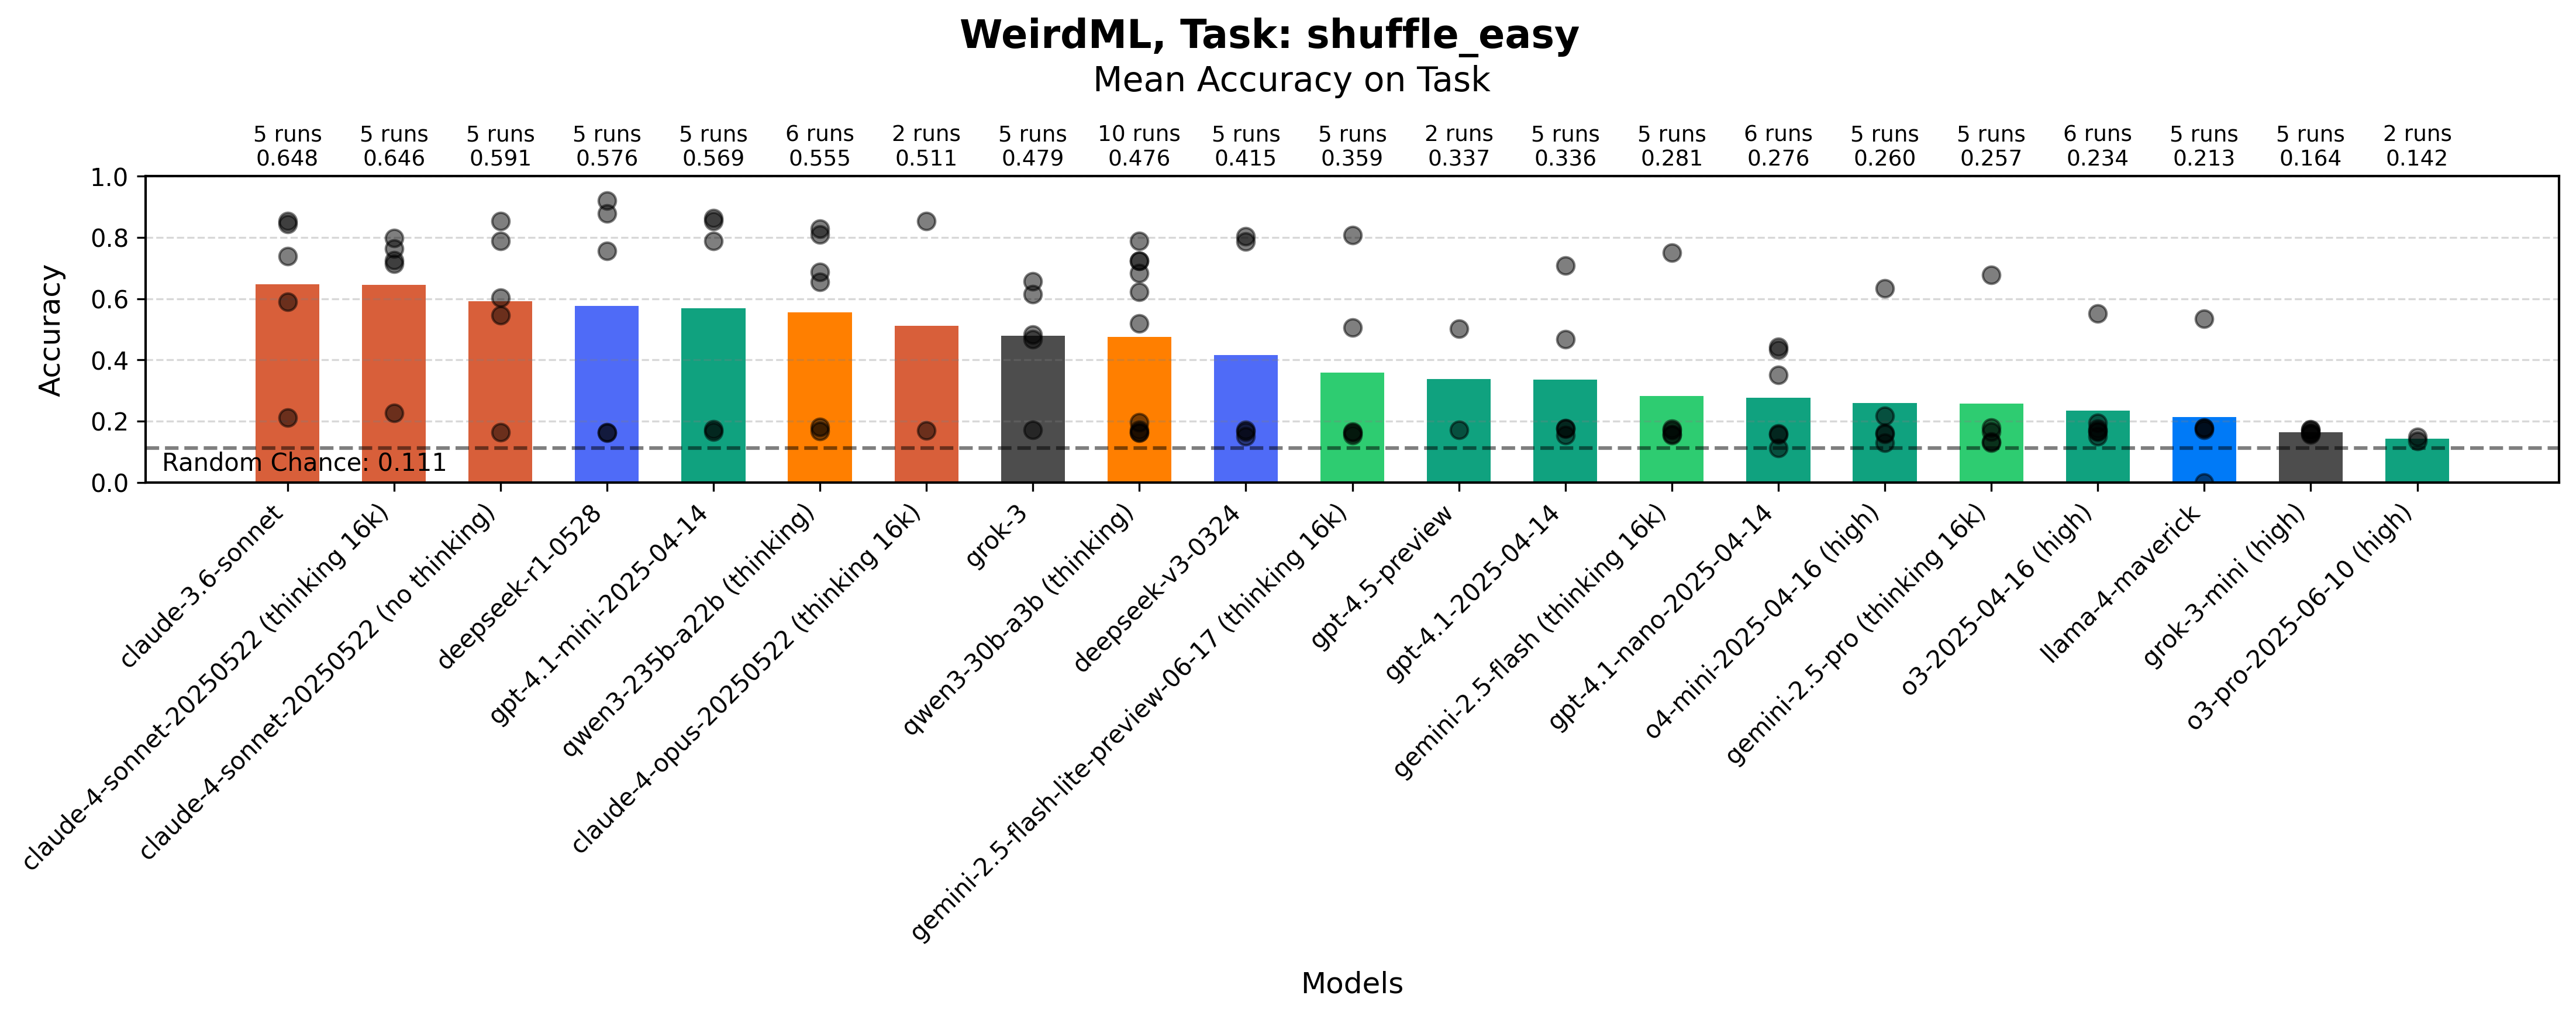 WeirdML, Task: shuffle_easy
Mean Accuracy on Task
5 runs 5 runs 5 runs 5 runs 5 runs 6 runs 2 runs 5 runs 10 runs 5 runs 5 runs 2 runs 5 runs 5 runs 6 runs 5 runs 5 runs 6 runs 5 runs 5 runs 2 runs
0.648 0.646 0.591 0.576 0.569 0.555 0.511 0.479 0.476 0.415 0.359 0.337 0.336 0.281 0.276 0.260 0.257 0.234 0.213 0.164 0.142
Accuracy
1.0
0.8
0.6
0.4
0.2
0.0
Random Chance: 0.111
claude-3.6-sonnet
claude-4-sonnet-20250522 (thinking 16k)
claude-4-sonnet-20250522 (no thinking)
deepseek-r1-0528
gpt-4.1-mini-2025-04-14
qwen3-235b-a22b (thinking)
claude-4-opus-20250522 (thinking 16k)
grok-3
qwen3-30b-a3b (thinking)
deepseek-v3-0324
gemini-2.5-flash-lite-preview-06-17 (thinking 16k)
gpt-4.5-preview
gpt-4.1-2025-04-14
gemini-2.5-flash (thinking 16k)
gpt-4.1-nano-2025-04-14
o4-mini-2025-04-16 (high)
gemini-2.5-pro (thinking 16k)
o3-2025-04-16 (high)
llama-4-maverick
grok-3-mini (high)
o3-pro-2025-06-10 (high)
Models